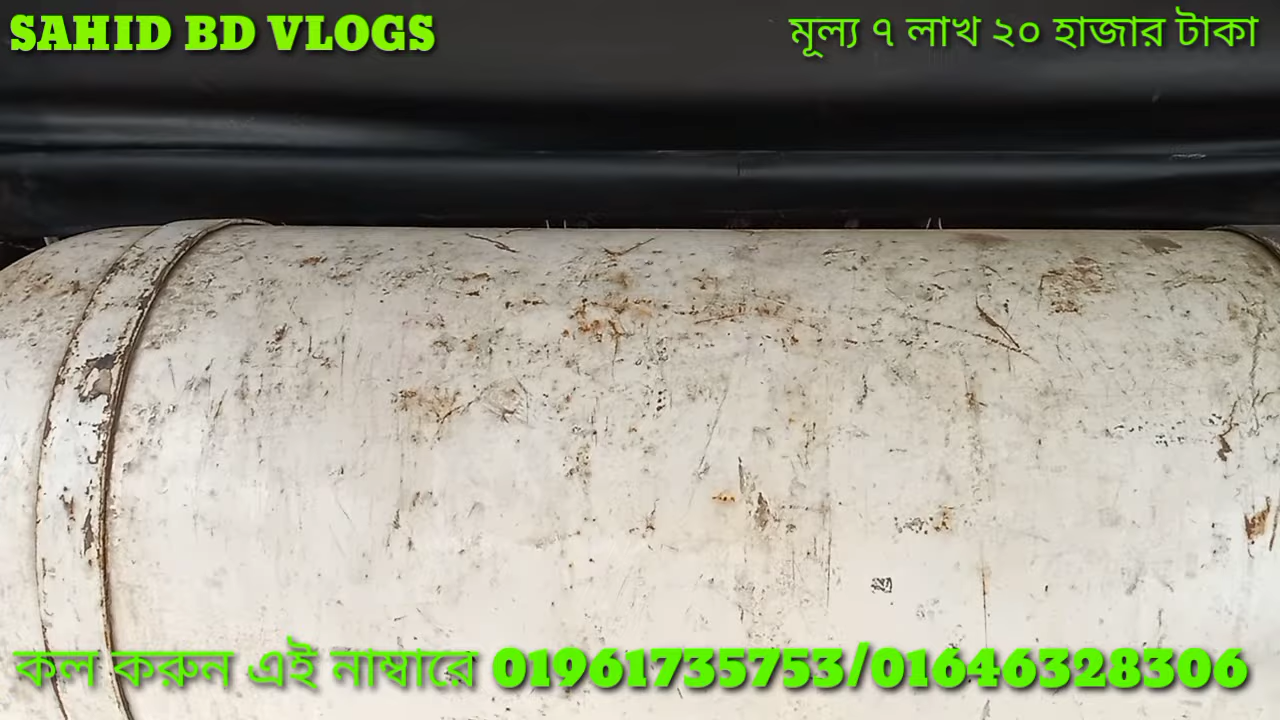 SAHID BD VLOGS
মূল্য ৭ লাখ ২০ হাজার টাকা
কল করুন এই নাম্বারে 01961735753/01646328306